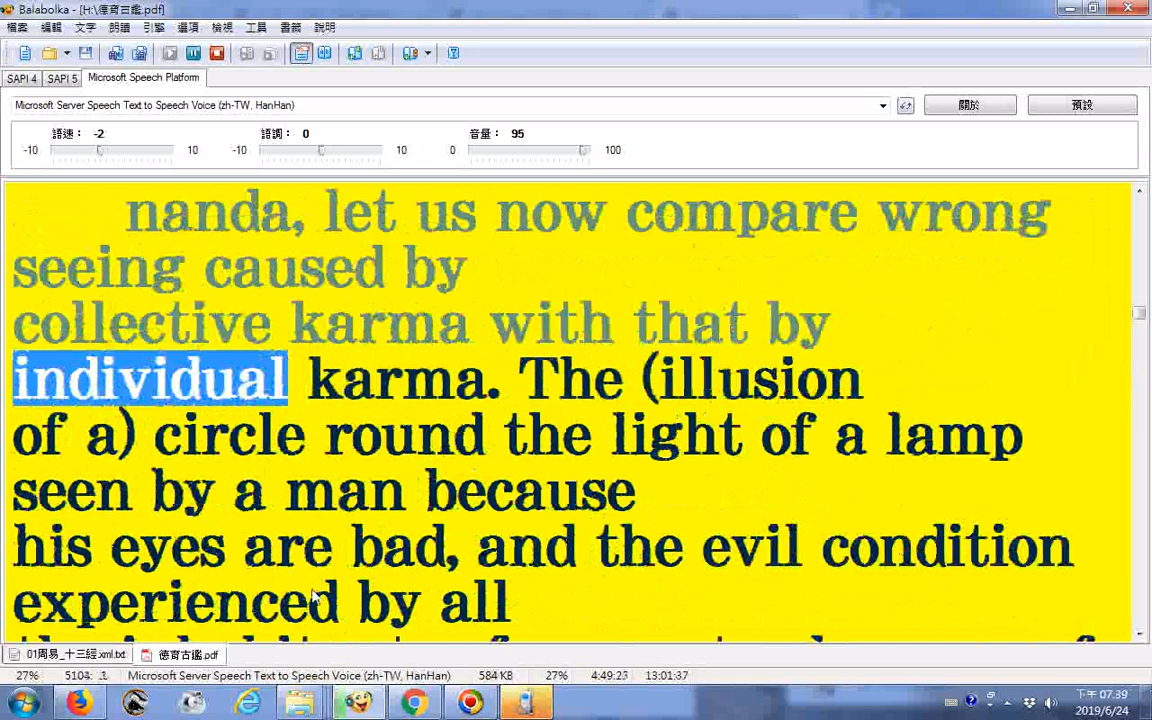 Balabolka - [H:\德育古鑑.pdf]
檔案 編輯 文字 朗讀 引擎 選項 檢視 工具 書籤 說明
SAPI 4 SAPI 5 Microsoft Speech Platform
Microsoft Server Speech Text to Speech Voice (zh-TW, HanHan) 關於 預設
語速： -2 語調： 0 音量： 95
-10 10 -10 10 0 100
nanda, let us now compare wrong
seeing caused by
collective karma with that by
individual karma. The (illusion
of a) circle round the light of a lamp
seen by a man because
his eyes are bad, and the evil condition
experienced by all
01周易_十三經.xml.txt 德育古鑑.pdf
27% 5104: 1 Microsoft Server Speech Text to Speech Voice (zh-TW, HanHan) 584 KB 27% 4:49:23 13:01:37
下午 07:39
2019/6/24